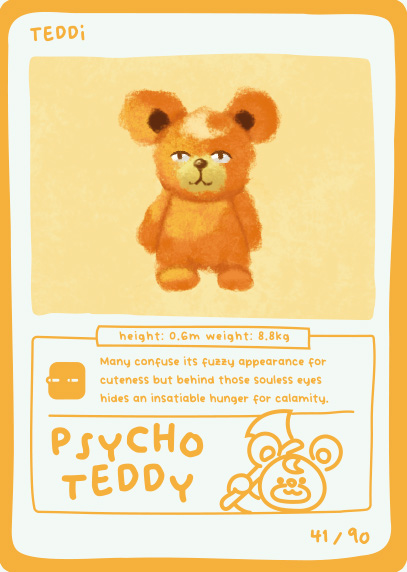 TEDDi
height: 0.6m weight: 8.8kg
Many confuse its fuzzy appearance for
cuteness but behind those souless eyes
hides an insatiable hunger for calamity.
PSYCHO
TEDDY
41/90